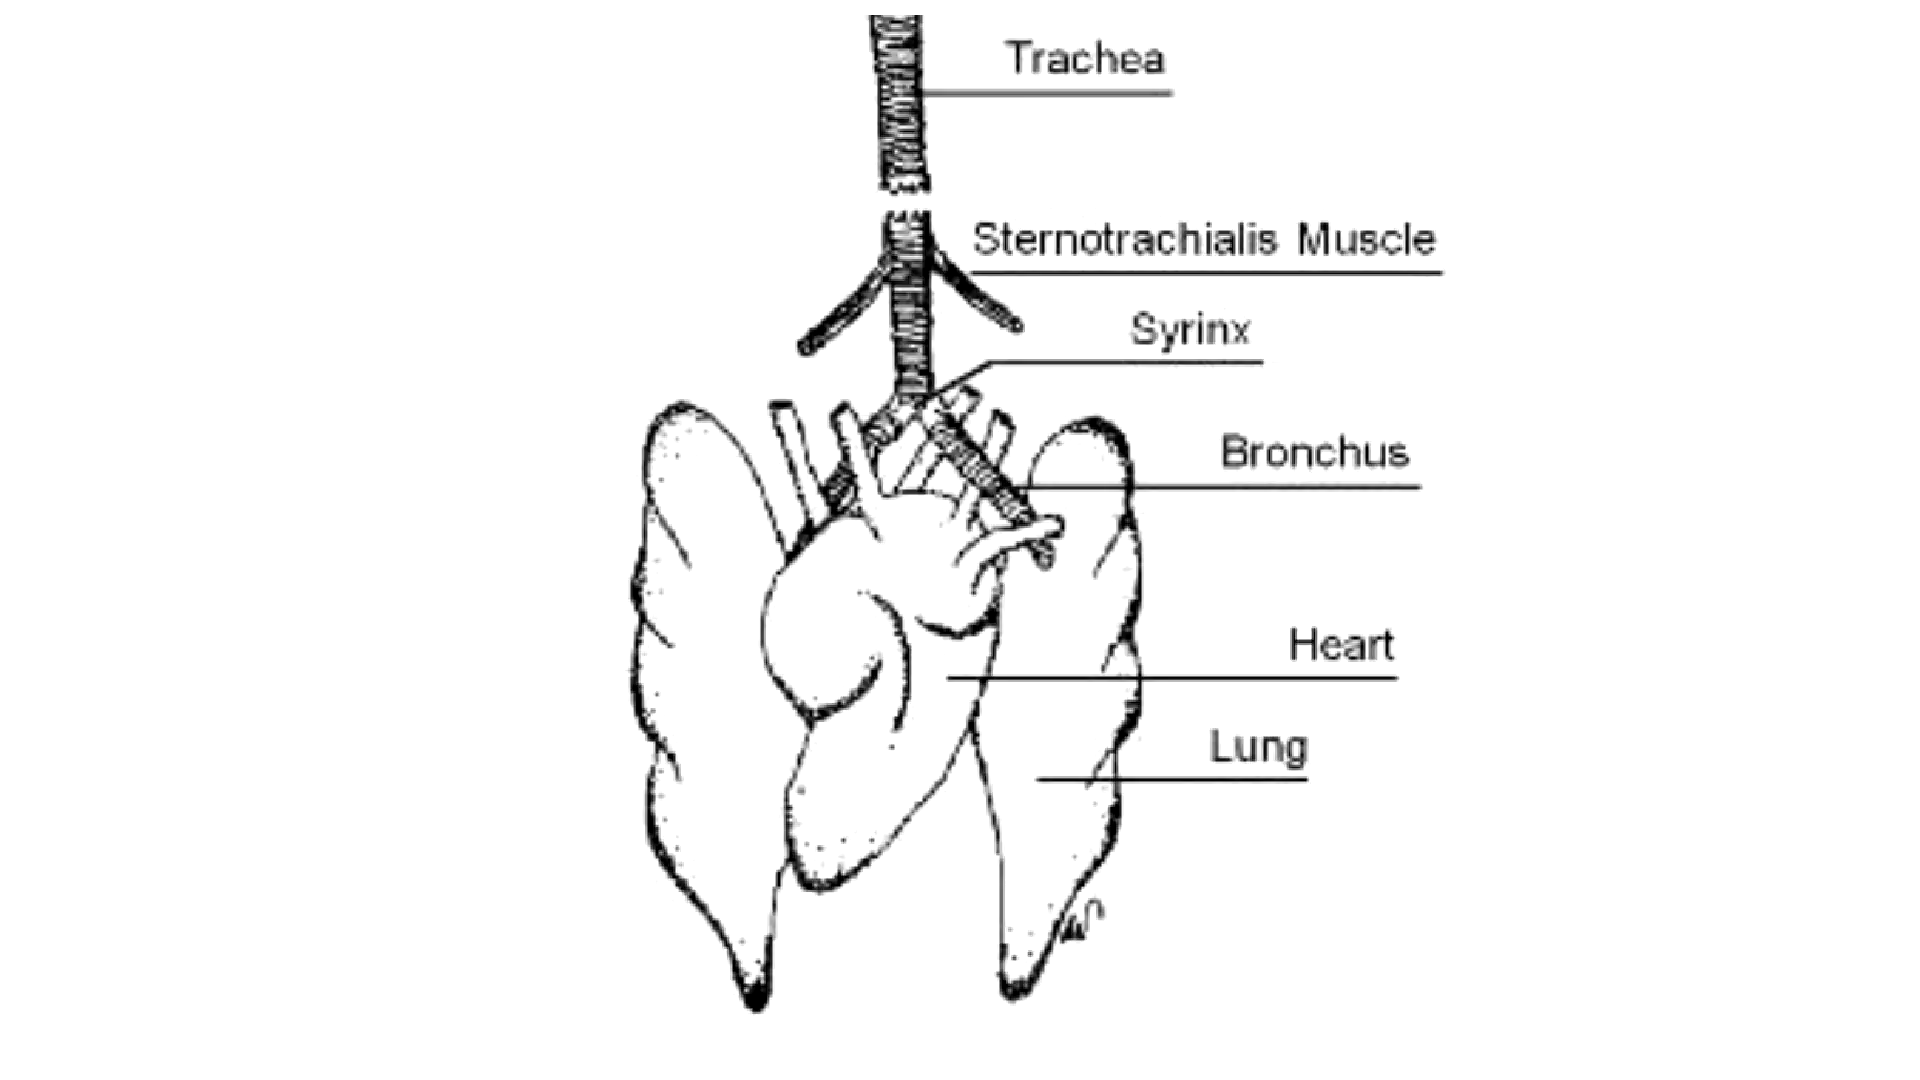 Trachea
Sternotrachialis Muscle
Syrinx
Bronchus
Heart
Lung